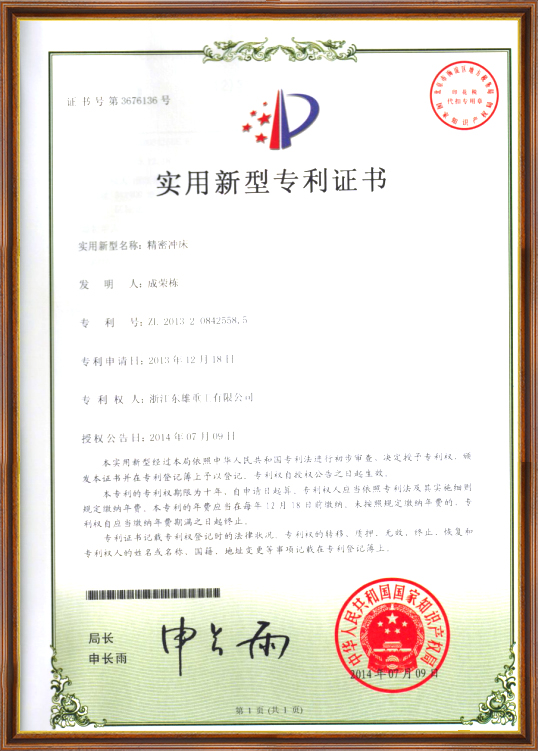 证书号第3676136号
实用新型专利证书
实用新型名称：精密冲床
发 明 人：成荣栋
专 利 号：ZL 2013 2 0842558.5
专利申请日：2013年12月18日
专 利 权 人：浙江东雄重工有限公司
授权公告日：2014年07月09日
本实用新型经过本局依照中华人民共和国专利法进行初步审查，决定授予专利权，颁
发本证书并在专利登记簿上予以登记。专利权自授权公告之日起生效。
本专利的专利权期限为十年，自申请日起算。专利权人应当依照专利法及其实施细则
规定缴纳年费。本专利的年费应当在每年12月18日前缴纳。未按照规定缴纳年费的，专
利权自应当缴纳年费期满之日起终止。
专利证书记载专利权登记时的法律状况。专利权的转移、质押、无效、终止、恢复和
专利权人的姓名或名称、国籍、地址变更等事项记载在专利登记簿上。
局长
申长雨
申长雨
中华人民共和国国家知识产权局
2014年07月09日
第 1 页 (共 1 页)